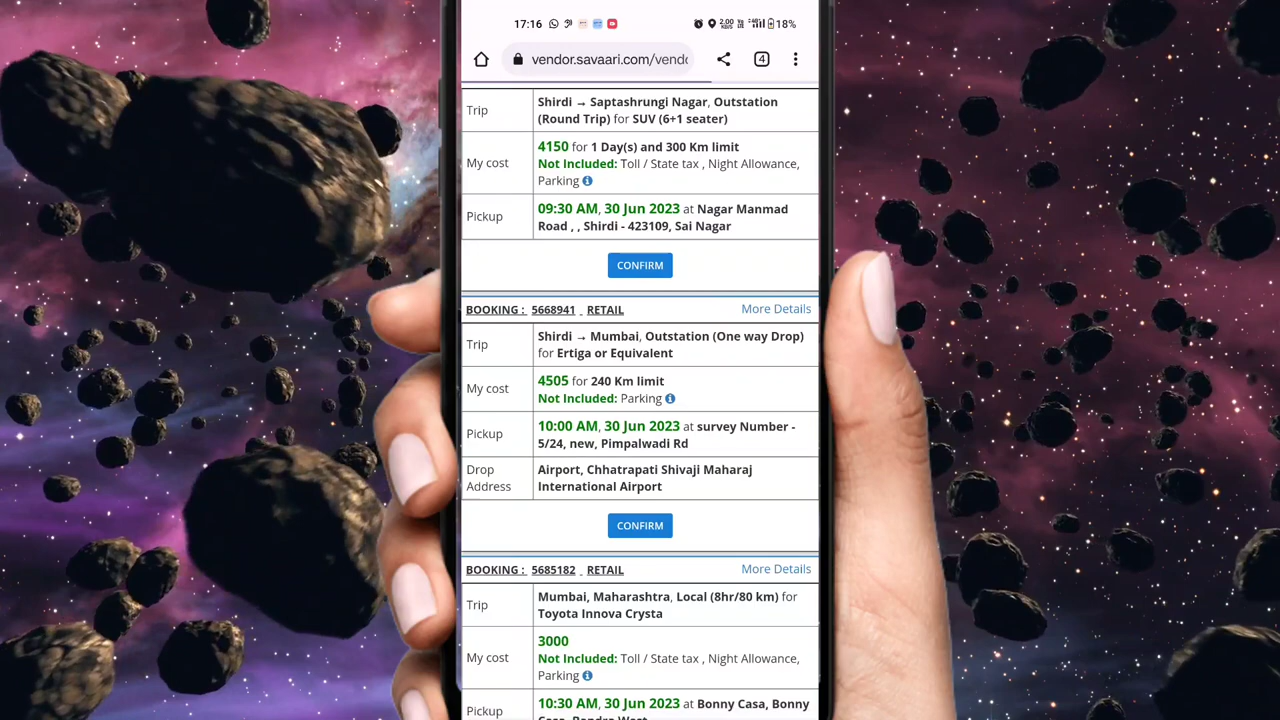 17:16
2.00
18%
vendor.savaari.com/vend
4
Trip
Shirdi → Saptashrungi Nagar, Outstation
(Round Trip) for SUV (6+1 seater)
My cost
4150 for 1 Day(s) and 300 Km limit
Not Included: Toll / State tax , Night Allowance,
Parking
Pickup
09:30 AM, 30 Jun 2023 at Nagar Manmad
Road , , Shirdi - 423109, Sai Nagar
CONFIRM
BOOKING : 5668941 RETAIL
More Details
Trip
Shirdi → Mumbai, Outstation (One way Drop)
for Ertiga or Equivalent
My cost
4505 for 240 Km limit
Not Included: Parking
Pickup
10:00 AM, 30 Jun 2023 at survey Number -
5/24, new, Pimpalwadi Rd
Drop
Address
Airport, Chhatrapati Shivaji Maharaj
International Airport
CONFIRM
BOOKING : 5685182 RETAIL
More Details
Trip
Mumbai, Maharashtra, Local (8hr/80 km) for
Toyota Innova Crysta
My cost
3000
Not Included: Toll / State tax , Night Allowance,
Parking
Pickup
10:30 AM, 30 Jun 2023 at Bonny Casa, Bonny